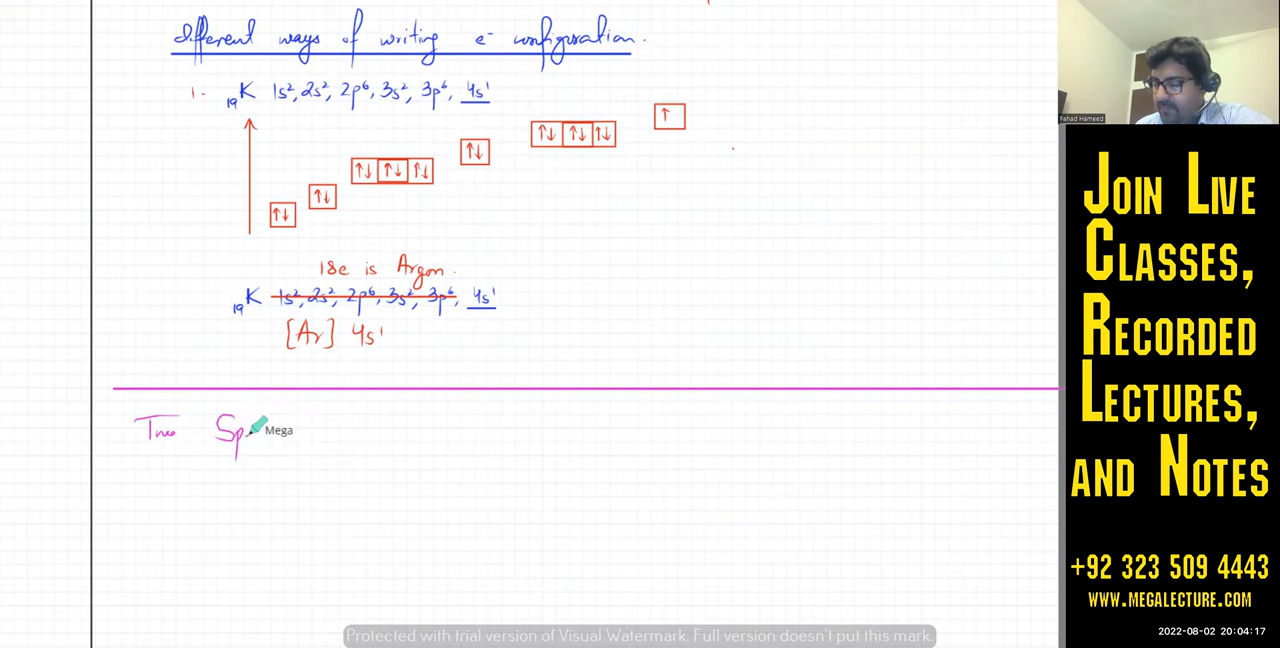 Different ways of writing e⁻ configuration.
1- ₁₉K 1s², 2s², 2p⁶, 3s², 3p⁶, 4s¹
↑
↑↓ ↑↓ ↑↓ ↑↓ ↑↓ ↑↓ ↑↓ ↑↓ ↑↓ ↑
18e is Argon.
₁₉K 1s², 2s², 2p⁶, 3s², 3p⁶, 4s¹
[Ar] 4s¹
Sp
Mega
Fahad Hameed
JOIN LIVE
CLASSES,
RECORDED
LECTURES,
AND NOTES
+92 323 509 4443
WWW.MEGALECTURE.COM
2022-08-02 20:04:17
Protected with trial version of Visual Watermark. Full version doesn't put this mark.